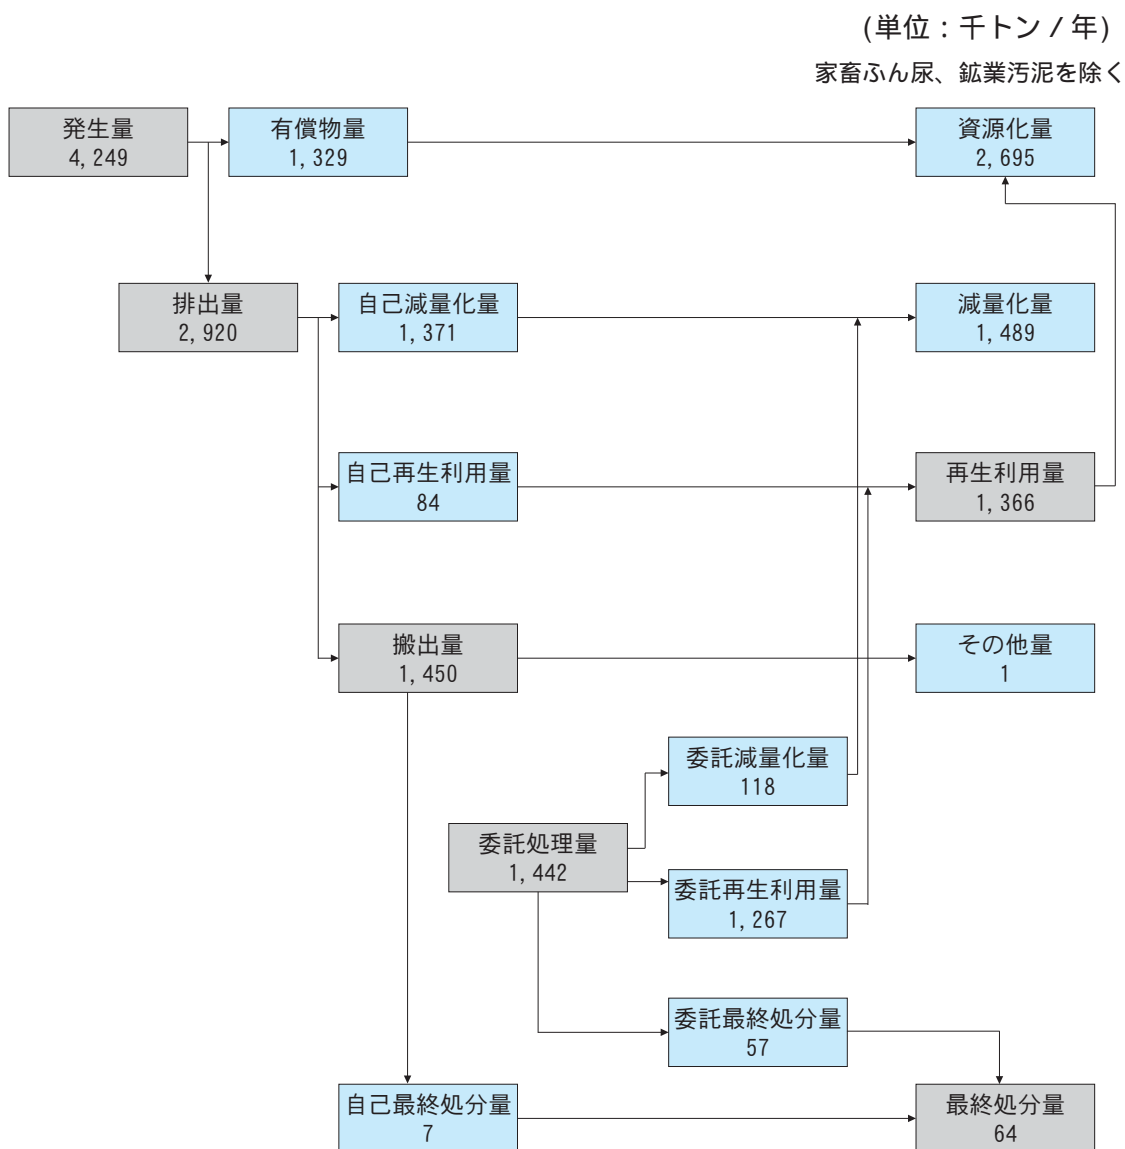 (単位：千トン / 年)
家畜ふん尿、鉱業汚泥を除く
発生量
4,249
有償物量
1,329
資源化量
2,695
排出量
2,920
自己減量化量
1,371
減量化量
1,489
自己再生利用量
84
再生利用量
1,366
搬出量
1,450
その他量
1
委託減量化量
118
委託処理量
1,442
委託再生利用量
1,267
委託最終処分量
57
自己最終処分量
7
最終処分量
64